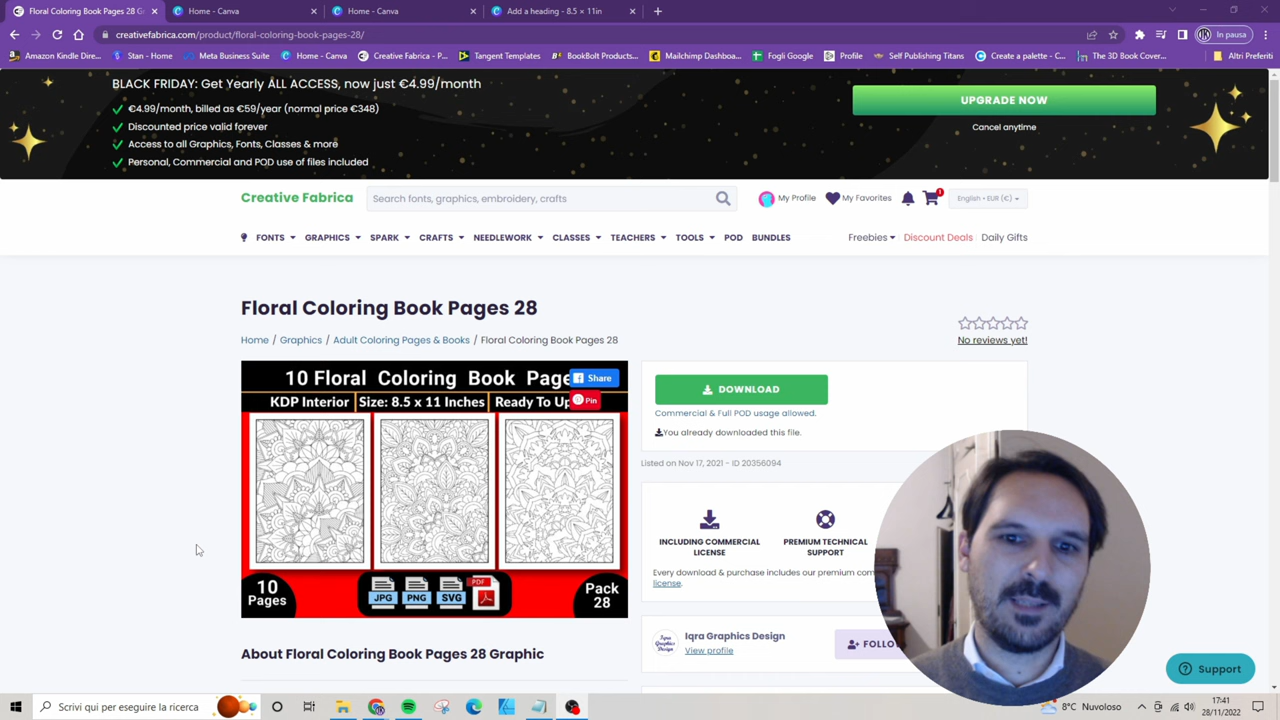 Floral Coloring Book Pages 28 Gr
Home - Canva
Home - Canva
Add a heading - 8.5 × 11in
creativefabrica.com/product/floral-coloring-book-pages-28/
In pausa
Amazon Kindle Dire...
Stan - Home
Home - Canva
Creative Fabrica - P...
Tangent Templates
BookBolt Products...
Mailchimp Dashboa...
Fogli Google
Profile
Self Publishing Titans
Create a palette - C...
The 3D Book Cover...
Altri Preferiti
BLACK FRIDAY: Get Yearly ALL ACCESS, now just €4.99/month
€4.99/month, billed as €59/year (normal price €348)
Discounted price valid forever
Access to all Graphics, Fonts, Classes & more
Personal, Commercial and POD use of files included
UPGRADE NOW
Cancel anytime
Creative Fabrica
Search fonts, graphics, embroidery, crafts
My Profile
My Favorites
1
English • EUR (€)
FONTS
GRAPHICS
SPARK
CRAFTS
NEEDLEWORK
CLASSES
TEACHERS
TOOLS
POD
BUNDLES
Freebies
Discount Deals
Daily Gifts
Floral Coloring Book Pages 28
Home / Graphics / Adult Coloring Pages & Books / Floral Coloring Book Pages 28
No reviews yet!
10 Floral Coloring Book Page
Share
KDP Interior Size: 8.5 x 11 Inches Ready To Up
Pin
10
Pages
JPG
PNG
SVG
PDF
Pack
28
DOWNLOAD
Commercial & Full POD usage allowed.
You already downloaded this file.
Listed on Nov 17, 2021 - ID 20356094
INCLUDING COMMERCIAL
LICENSE
PREMIUM TECHNICAL
SUPPORT
Every download & purchase includes our premium com
license.
Iqra Graphics Design
View profile
FOLLO
About Floral Coloring Book Pages 28 Graphic
Support
Scrivi qui per eseguire la ricerca
8°C Nuvoloso
17:41
28/11/2022